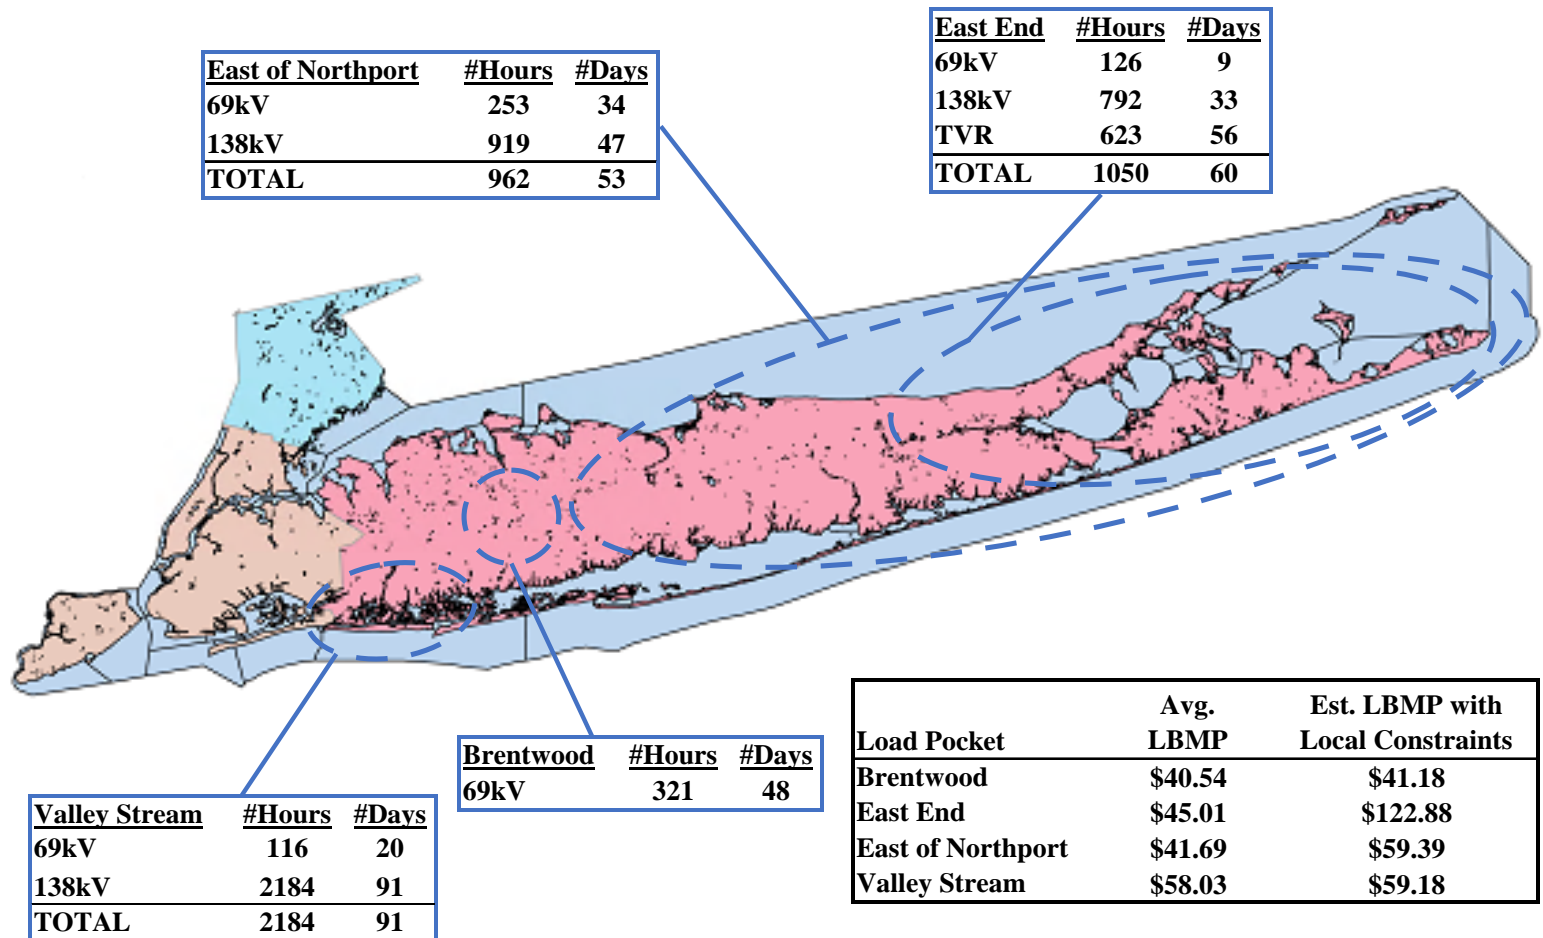 East of Northport #Hours #Days
69kV 253 34
138kV 919 47
TOTAL 962 53
East End #Hours #Days
69kV 126 9
138kV 792 33
TVR 623 56
TOTAL 1050 60
Brentwood #Hours #Days
69kV 321 48
Valley Stream #Hours #Days
69kV 116 20
138kV 2184 91
TOTAL 2184 91
Avg. Est. LBMP with
Load Pocket LBMP Local Constraints
Brentwood $40.54 $41.18
East End $45.01 $122.88
East of Northport $41.69 $59.39
Valley Stream $58.03 $59.18